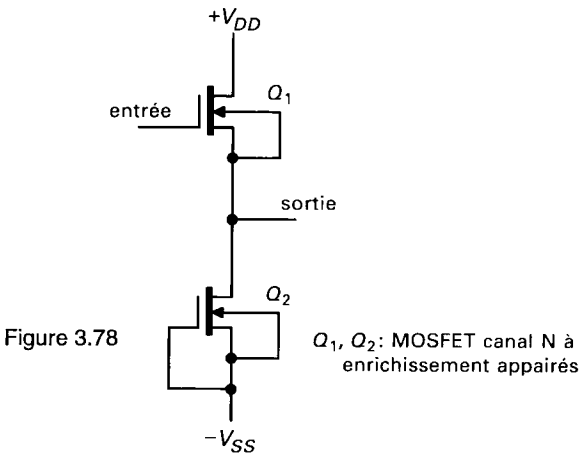 +V_DD
Q_1
entrée
sortie
Q_2
Figure 3.78
Q_1, Q_2: MOSFET canal N à
enrichissement appairés
−V_SS